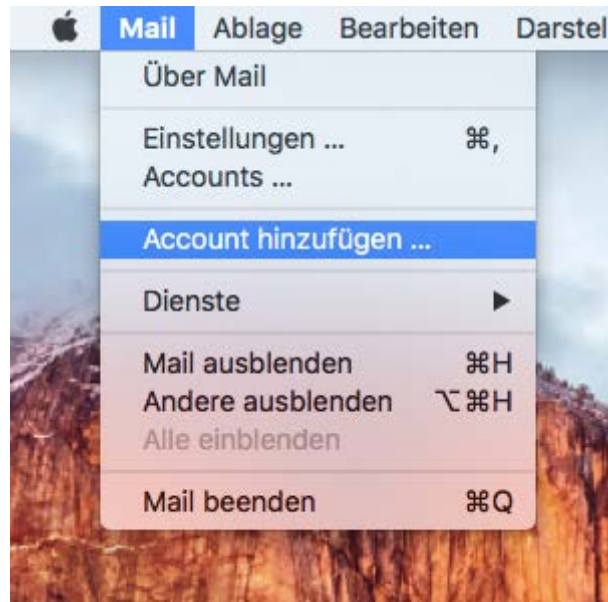 Mail Ablage Bearbeiten Darstel
Über Mail
Einstellungen ... ⌘,
Accounts ...
Account hinzufügen ...
Dienste ▶
Mail ausblenden ⌘H
Andere ausblenden ⌥⌘H
Alle einblenden
Mail beenden ⌘Q